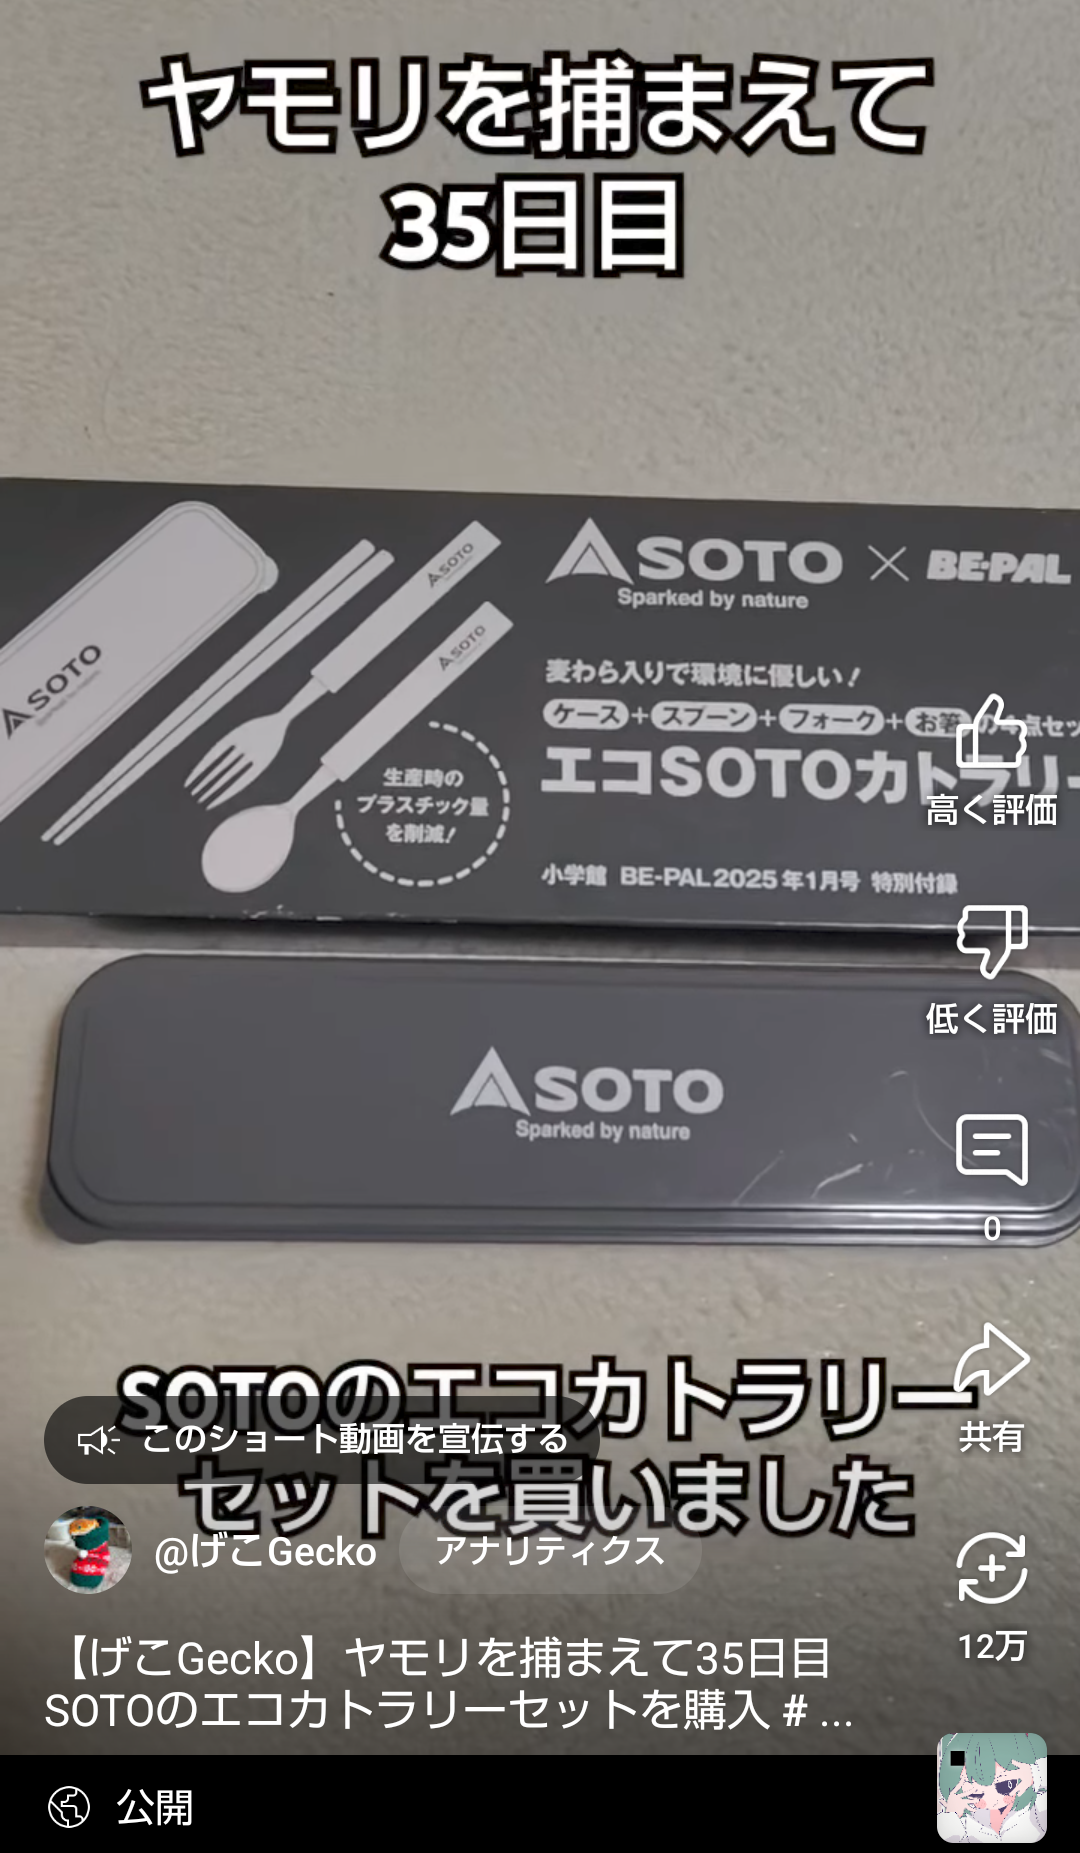 ヤモリを捕まえて
35日目
SOTO
SOTO
SOTO
SOTO × BE-PAL
Sparked by nature
麦わら入りで環境に優しい!
ケース+スプーン+フォーク+お箸の4点セッ
エコSOTOカトラリー
生産時の
プラスチック量
を削減!
小学館 BE-PAL 2025年1月号 特別付録
高く評価
低く評価
SOTO
Sparked by nature
0
SOTOのエコカトラリー
セットを買いました
共有
このショート動画を宣伝する
@げこGecko
アナリティクス
12万
【げこGecko】ヤモリを捕まえて35日目
SOTOのエコカトラリーセットを購入 # ...
公開